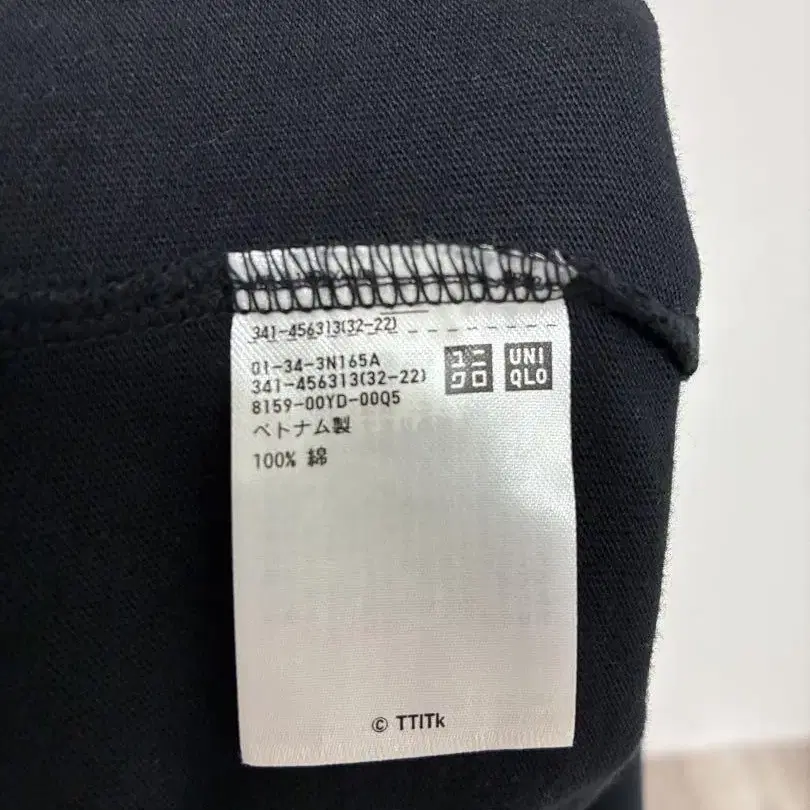 341-456313(32-22)
01-34-3N165A
341-456313(32-22)
8159-00YD-00Q5
ベトナム製
100% 綿
ユニ
クロ
UNI
QLO
© TTITk